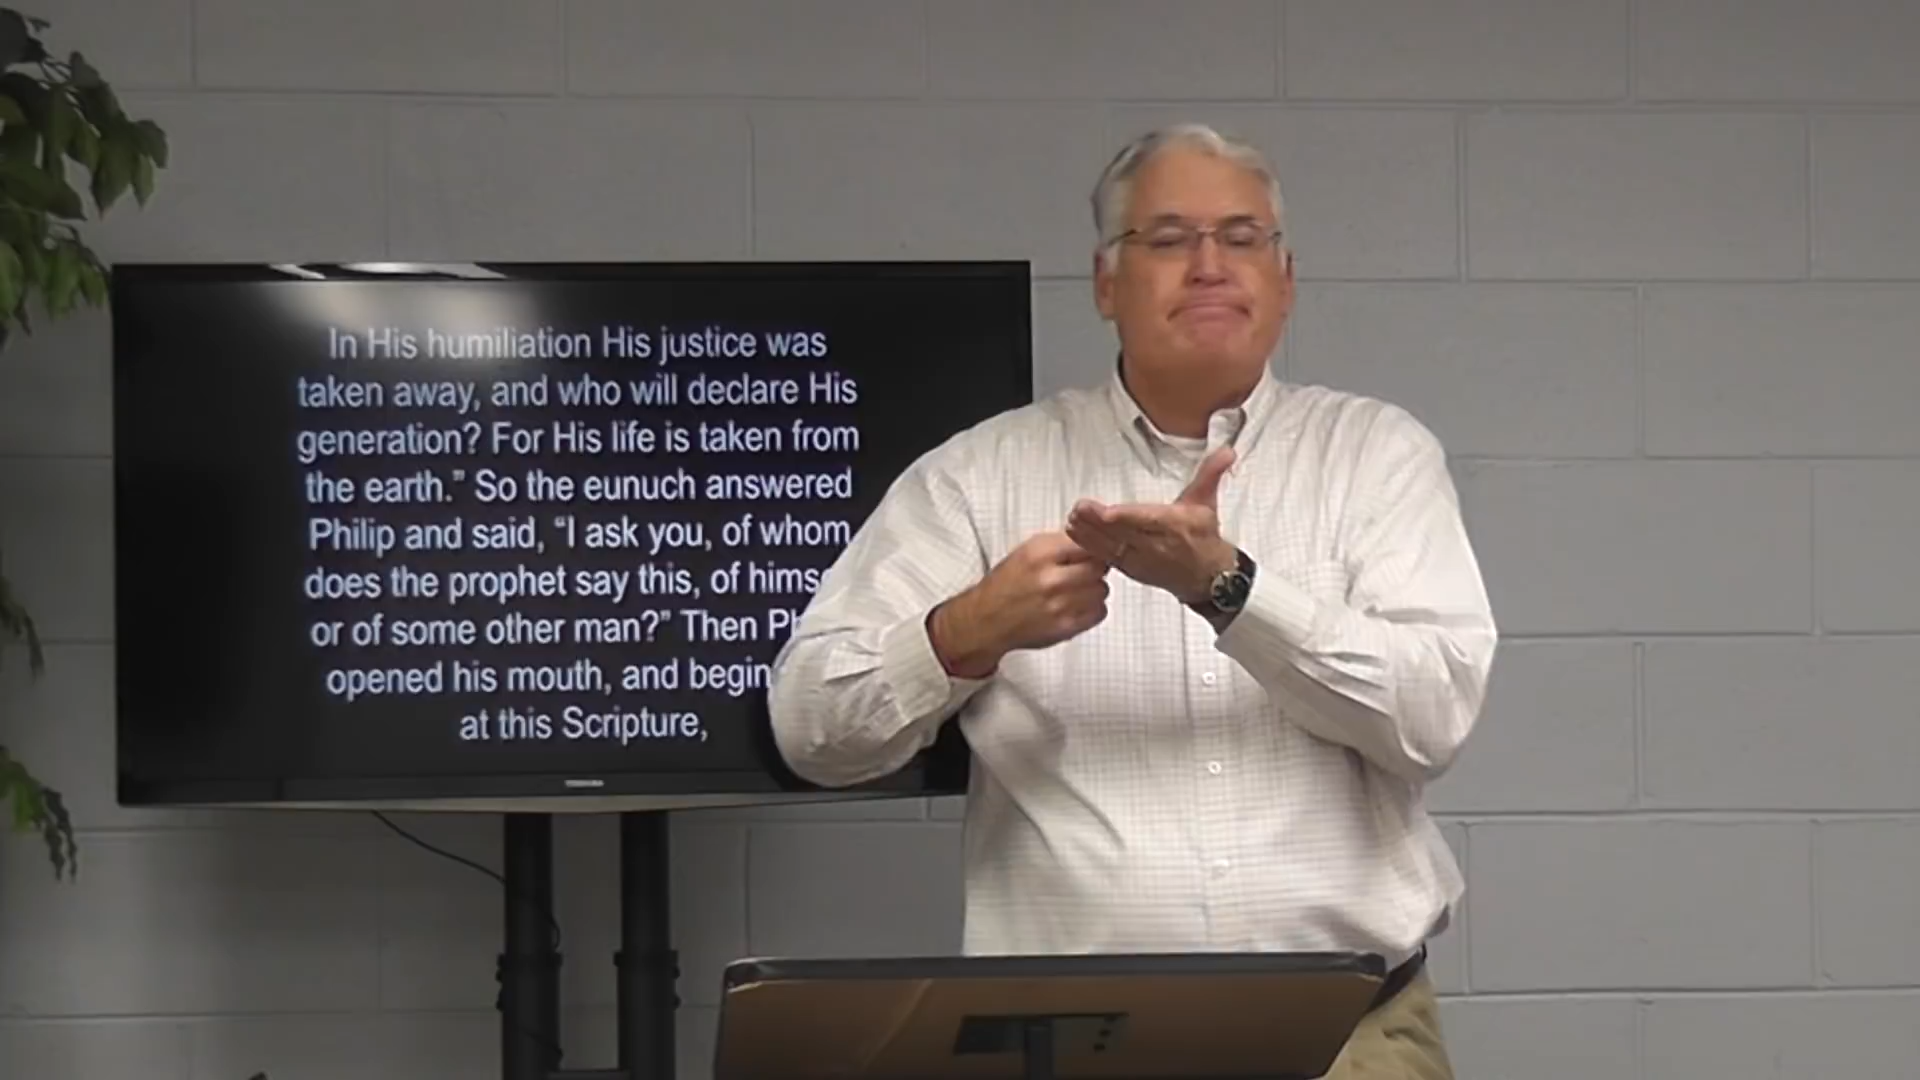 In His humiliation His justice was
taken away, and who will declare His
generation? For His life is taken from
the earth.” So the eunuch answered
Philip and said, “I ask you, of whom
does the prophet say this, of
or of some other man?” Then
opened his mouth, and
at this Scripture,
TOSHIBA